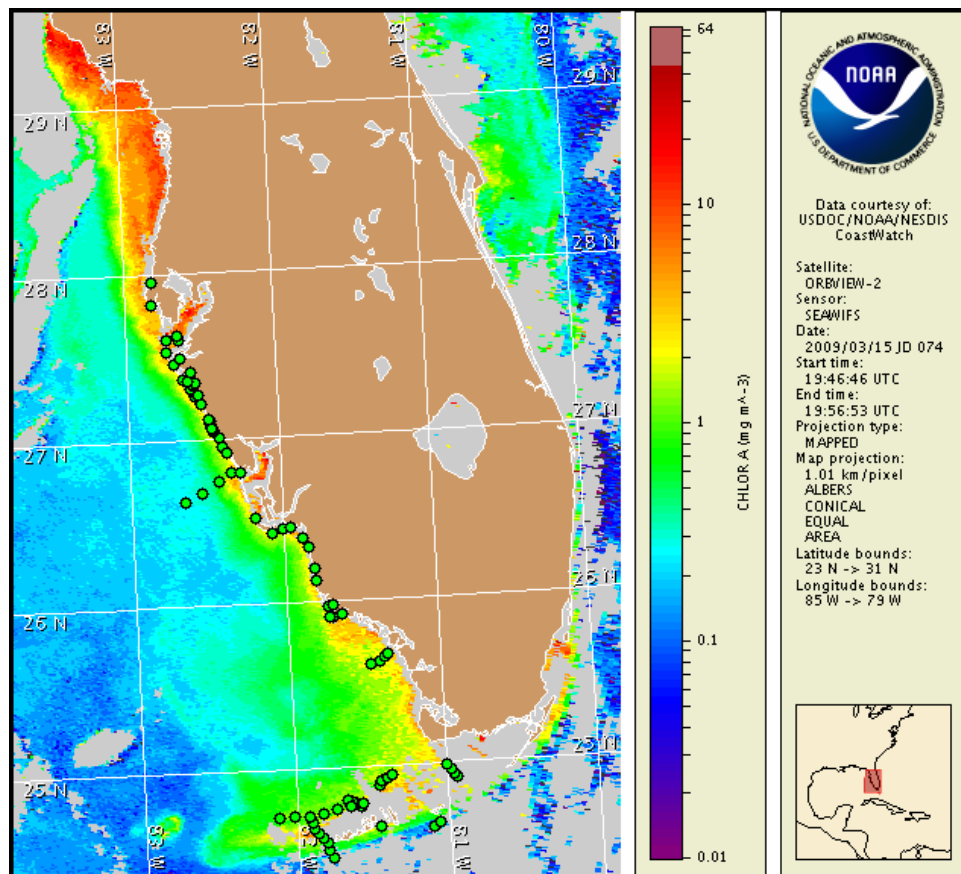 83 W
82 W
81 W
80 W
29 N
29 N
28 N
28 N
27 N
27 N
26 N
26 N
25 N
25 N
83 W
82 W
81 W
64
10
1
0.1
0.01
CHLOR A (mg m^-3)
NATIONAL OCEANIC AND ATMOSPHERIC ADMINISTRATION
NOAA
U.S. DEPARTMENT OF COMMERCE
Data courtesy of:
USDOC/NOAA/NESDIS
CoastWatch
Satellite:
ORBVIEW-2
Sensor:
SEAWIFS
Date:
2009/03/15 JD 074
Start time:
19:46:46 UTC
End time:
19:56:53 UTC
Projection type:
MAPPED
Map projection:
1.01 km/pixel
ALBERS
CONICAL
EQUAL
AREA
Latitude bounds:
23 N -> 31 N
Longitude bounds:
85 W -> 79 W